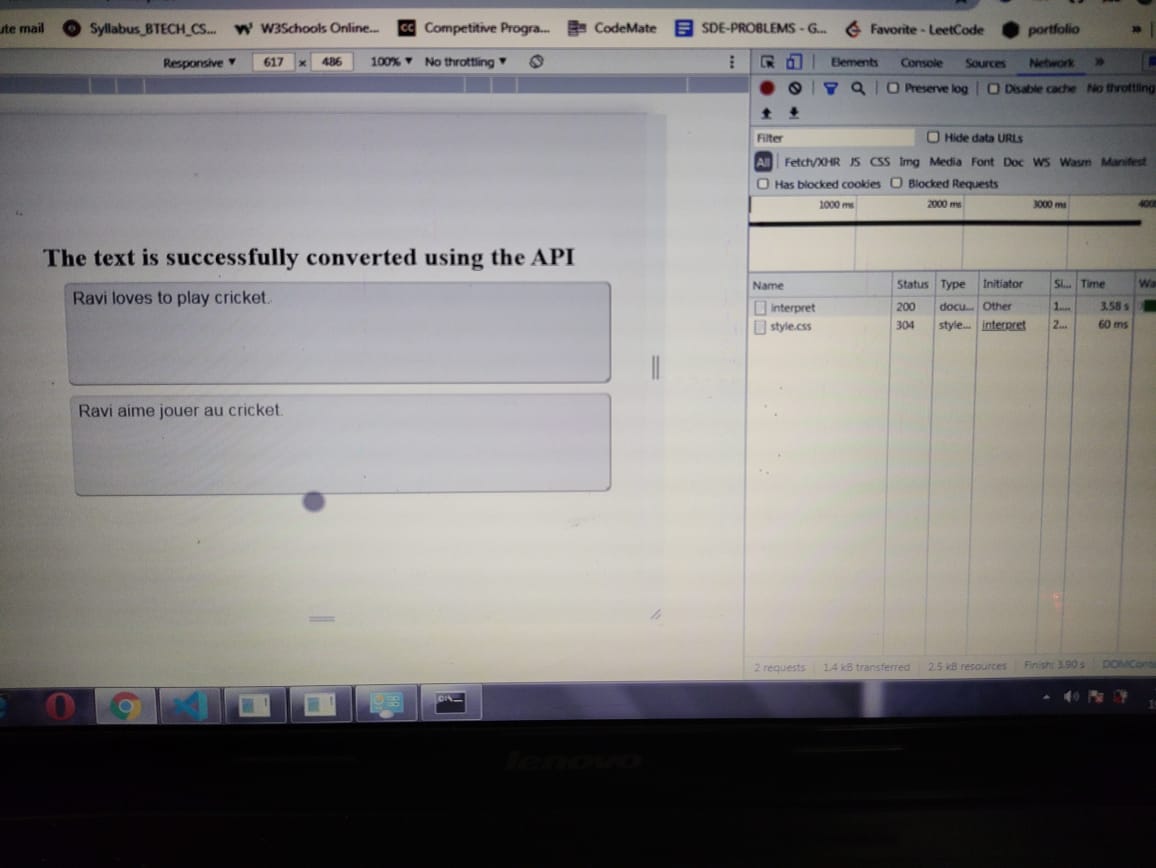 ute mail Syllabus_BTECH_CS... W3Schools Online... CC Competitive Progra... CodeMate SDE-PROBLEMS - G... Favorite - LeetCode portfolio »
Responsive ▼ 617 x 486 100% ▼ No throttling ▼
Elements Console Sources Network »
Preserve log Disable cache No throttling
Filter Hide data URLs
All Fetch/XHR JS CSS Img Media Font Doc WS Wasm Manifest
Has blocked cookies Blocked Requests
1000 ms 2000 ms 3000 ms 400
The text is successfully converted using the API
Ravi loves to play cricket.
Ravi aime jouer au cricket.
Name Status Type Initiator Si... Time Wa
interpret 200 docu... Other 1.... 3.58 s
style.css 304 style... interpret 2... 60 ms
2 requests 1.4 kB transferred 2.5 kB resources Finish: 3.90 s DOMConte
C:\_
lenovo